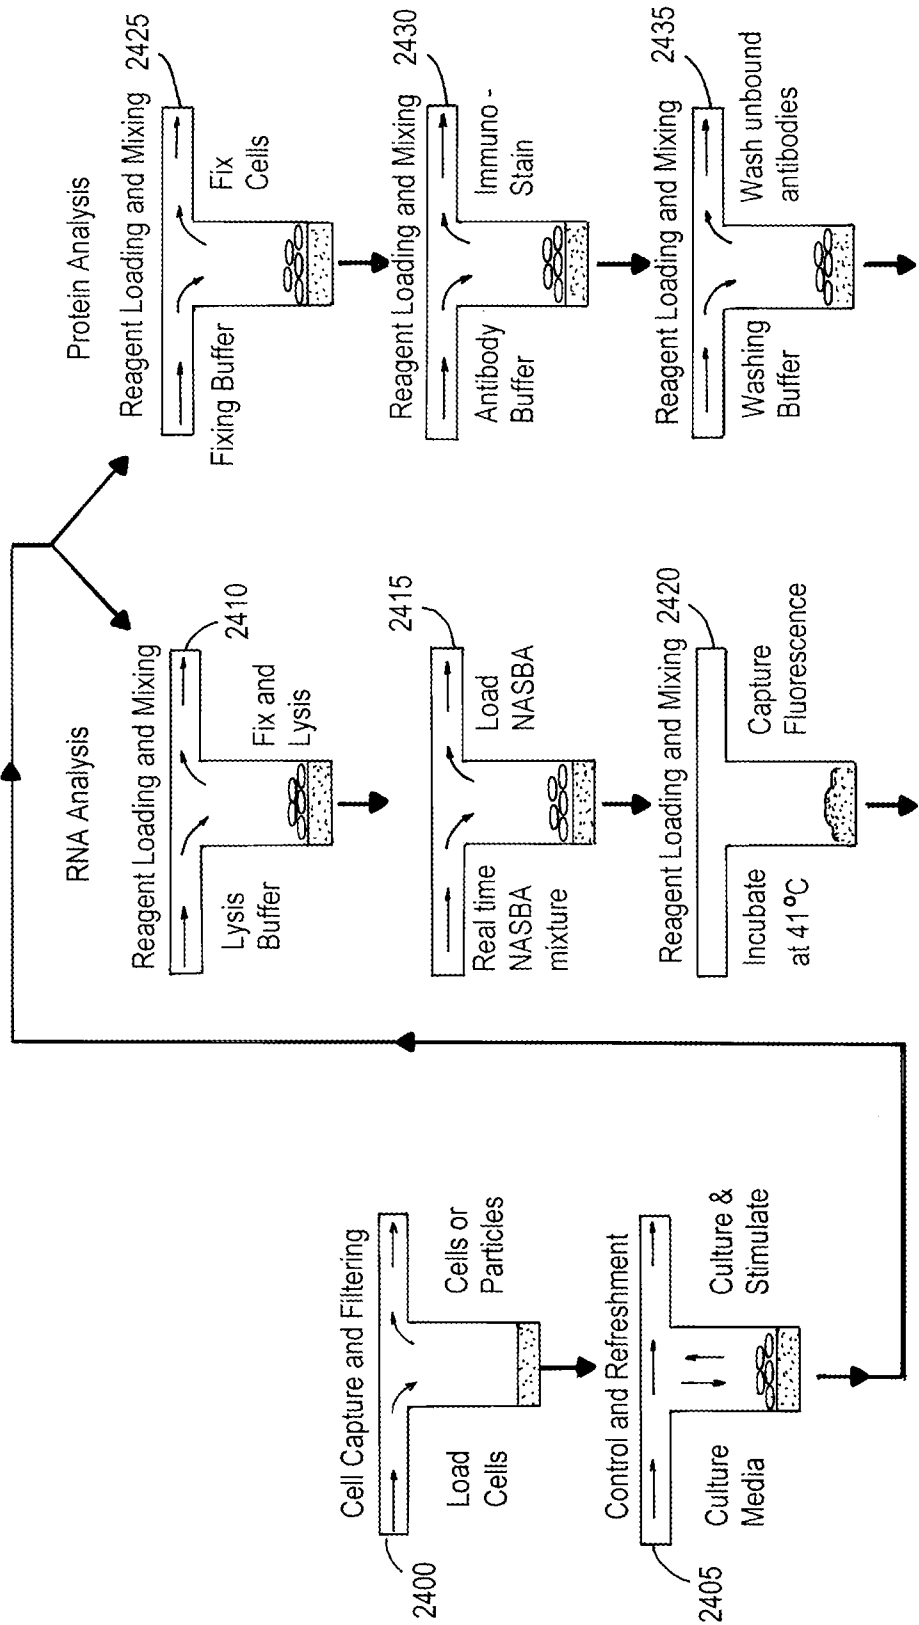 Cell Capture and Filtering
2400
Load
Cells
Cells or
Particles
Control and Refreshment
2405
Culture
Media
Culture &
Stimulate
RNA Analysis
Reagent Loading and Mixing
2410
Lysis
Buffer
Fix and
Lysis
2415
Real time
NASBA
mixture
Load
NASBA
Reagent Loading and Mixing
2420
Incubate
at 41°C
Capture
Fluorescence
Protein Analysis
Reagent Loading and Mixing
2425
Fixing Buffer
Fix
Cells
Reagent Loading and Mixing
2430
Antibody
Buffer
Immuno -
Stain
Reagent Loading and Mixing
2435
Washing
Buffer
Wash unbound
antibodies